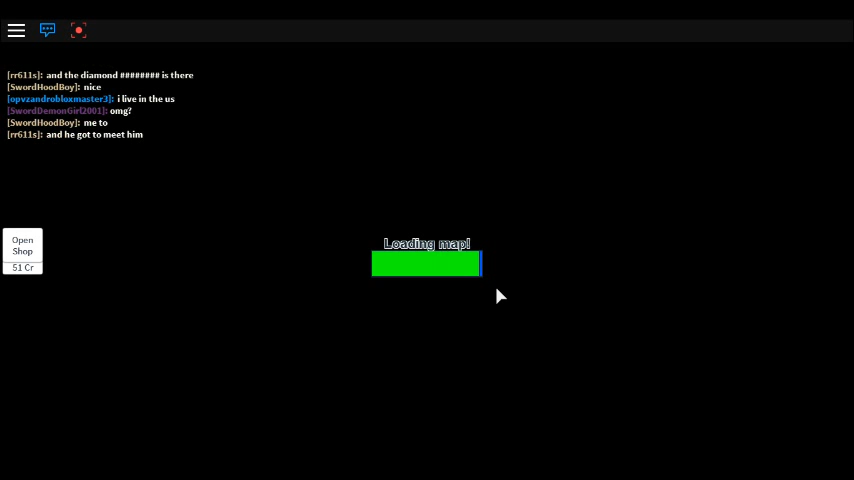 [rr611s]: and the diamond ######## is there
[SwordHoodBoy]: nice
[opvzandrobloxmaster3]: i live in the us
[SwordDemonGirl2001]: omg?
[SwordHoodBoy]: me to
[rr611s]: and he got to meet him
Open
Shop
51 Cr
Loading map!